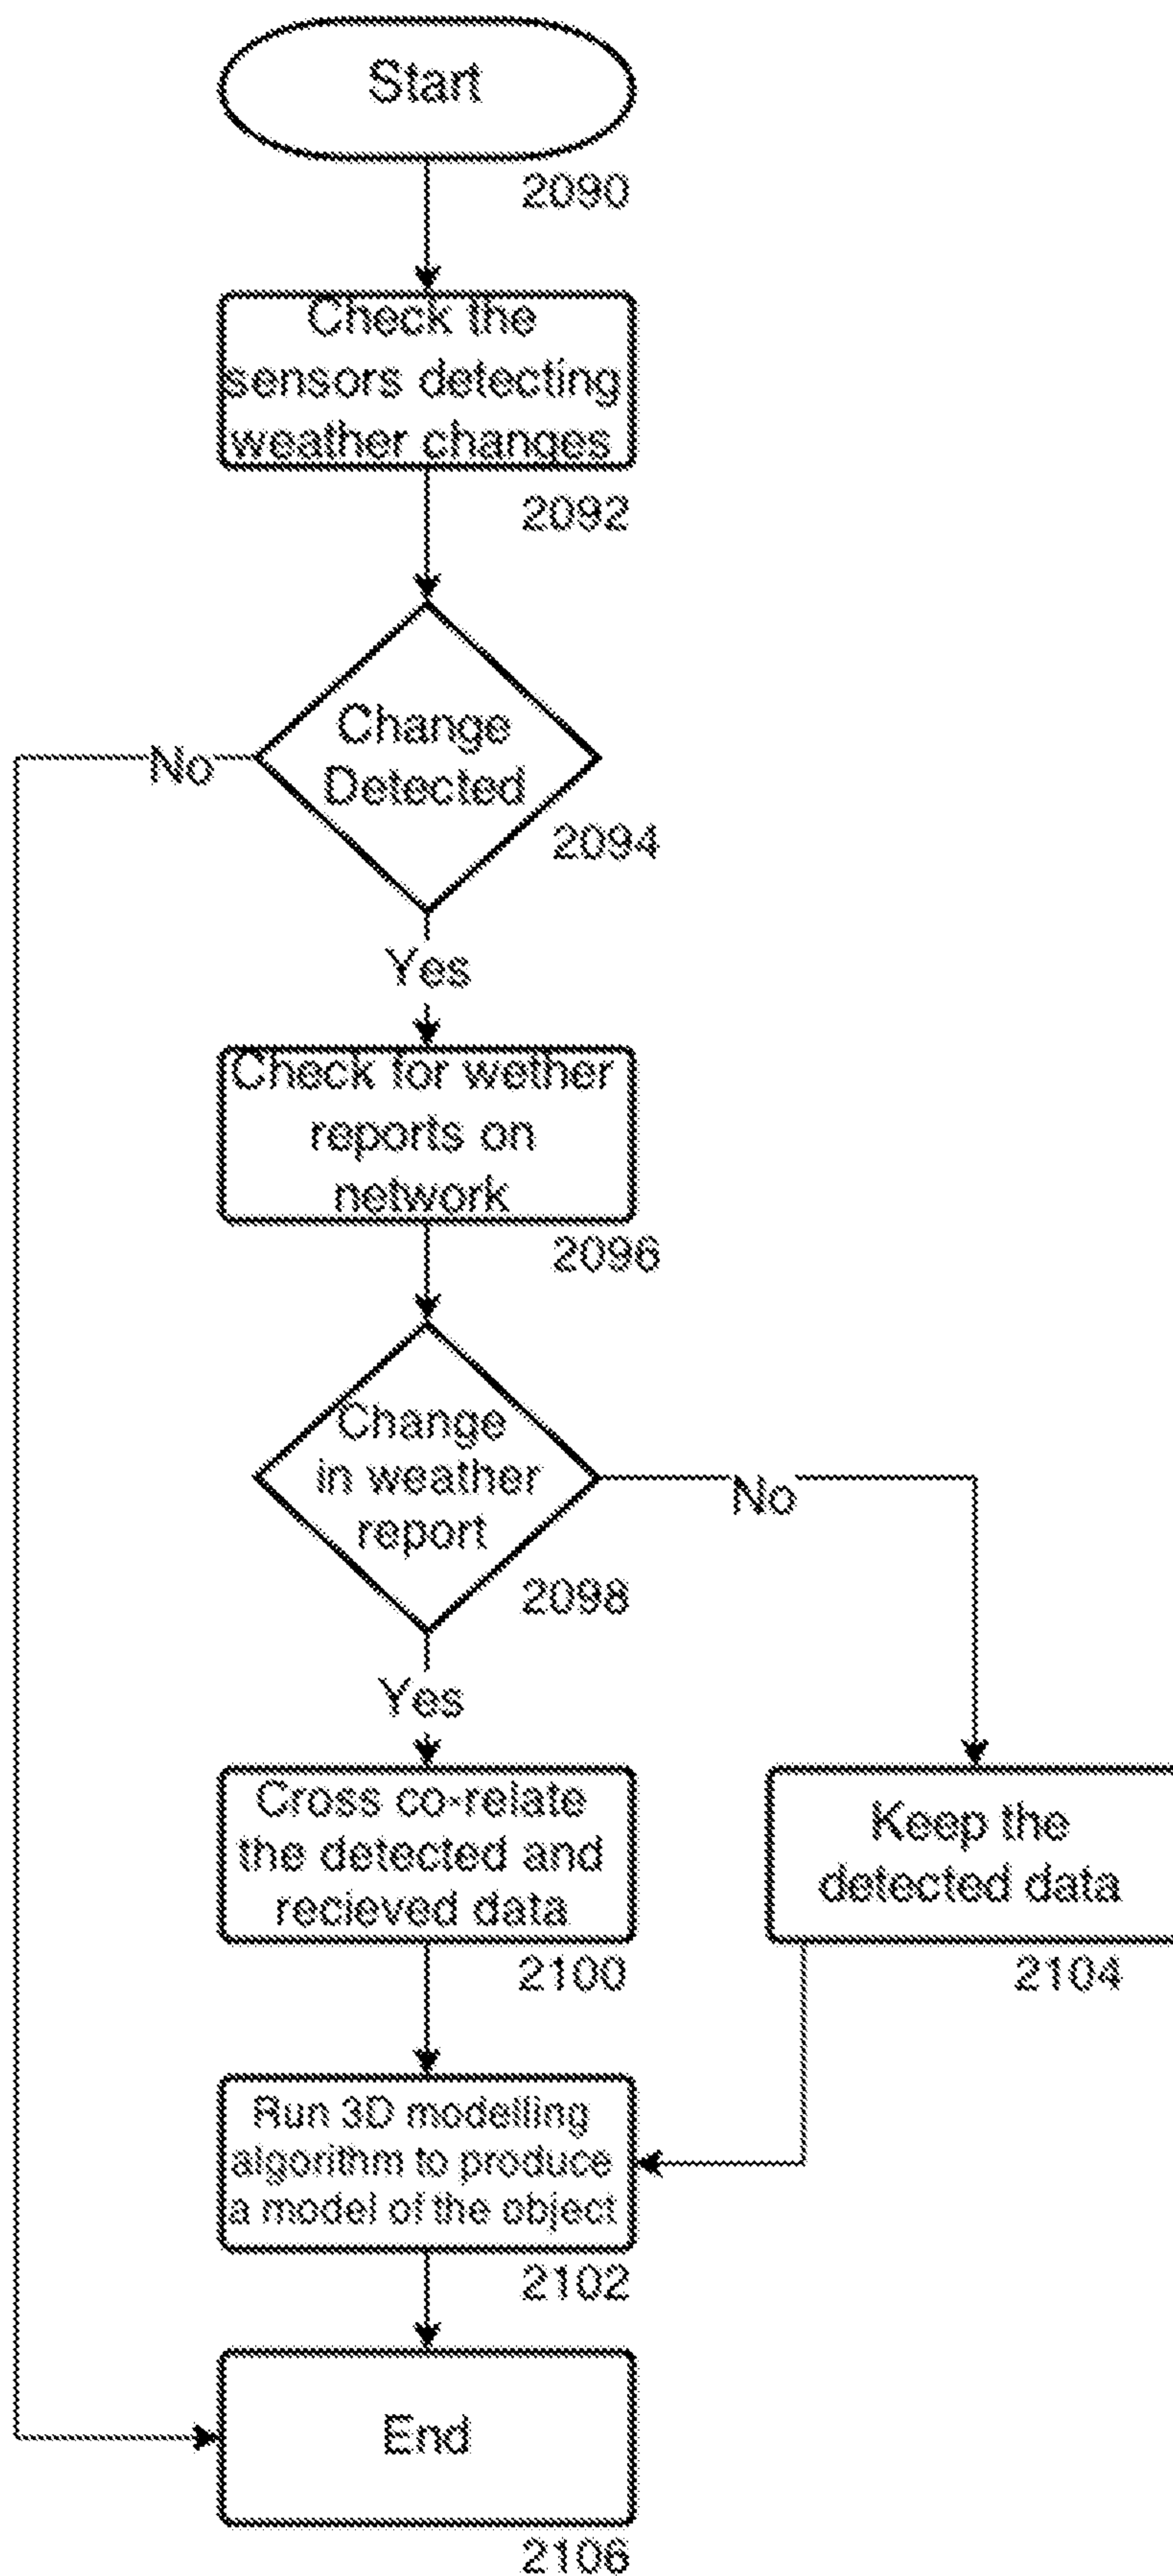 Start
2090
Check the
sensors detecting
weather changes
2092
Change
Detected
No
2094
Yes
Check for wether
reports on
network
2096
Change
in weather
report
No
2098
Yes
Cross co-relate
the detected and
recieved data
2100
Keep the
detected data
2104
Run 3D modelling
algorithm to produce
a model of the object
2102
End
2106